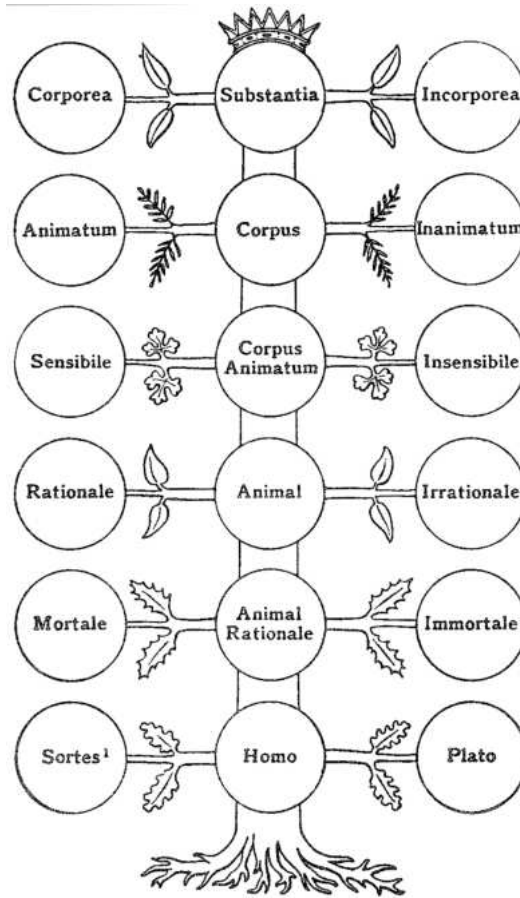 Corporea
Substantia
Incorporea
Animatum
Corpus
Inanimatum
Sensibile
Corpus
Animatum
Insensibile
Rationale
Animal
Irrationale
Mortale
Animal
Rationale
Immortale
Sortes¹
Homo
Plato